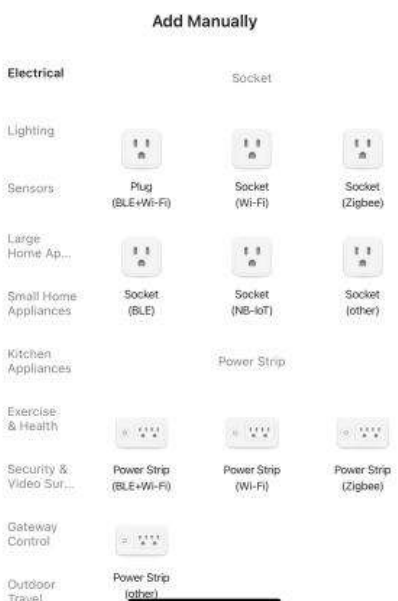 Add Manually
Electrical
Socket
Lighting
Plug
(BLE+Wi-Fi)
Socket
(Wi-Fi)
Socket
(Zigbee)
Sensors
Large
Home Ap...
Socket
(BLE)
Socket
(NB-IoT)
Socket
(other)
Small Home
Appliances
Kitchen
Appliances
Power Strip
Exercise
& Health
Security &
Video Sur...
Power Strip
(BLE+Wi-Fi)
Power Strip
(Wi-Fi)
Power Strip
(Zigbee)
Gateway
Control
Outdoor
Travel
Power Strip
(other)